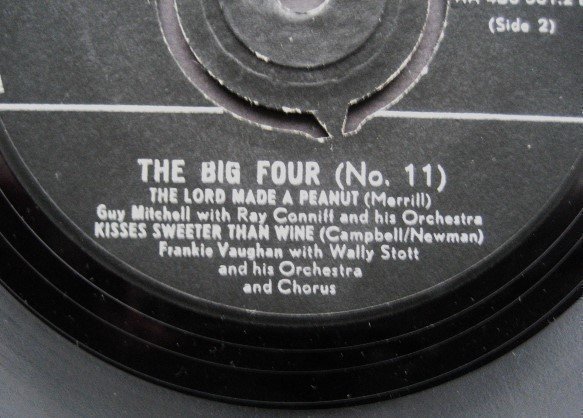 (Side 2)
THE BIG FOUR (No. 11)
THE LORD MADE A PEANUT (Merrill)
Guy Mitchell with Ray Conniff and his Orchestra
KISSES SWEETER THAN WINE (Campbell/Newman)
Frankie Vaughan with Wally Stott
and his Orchestra
and Chorus